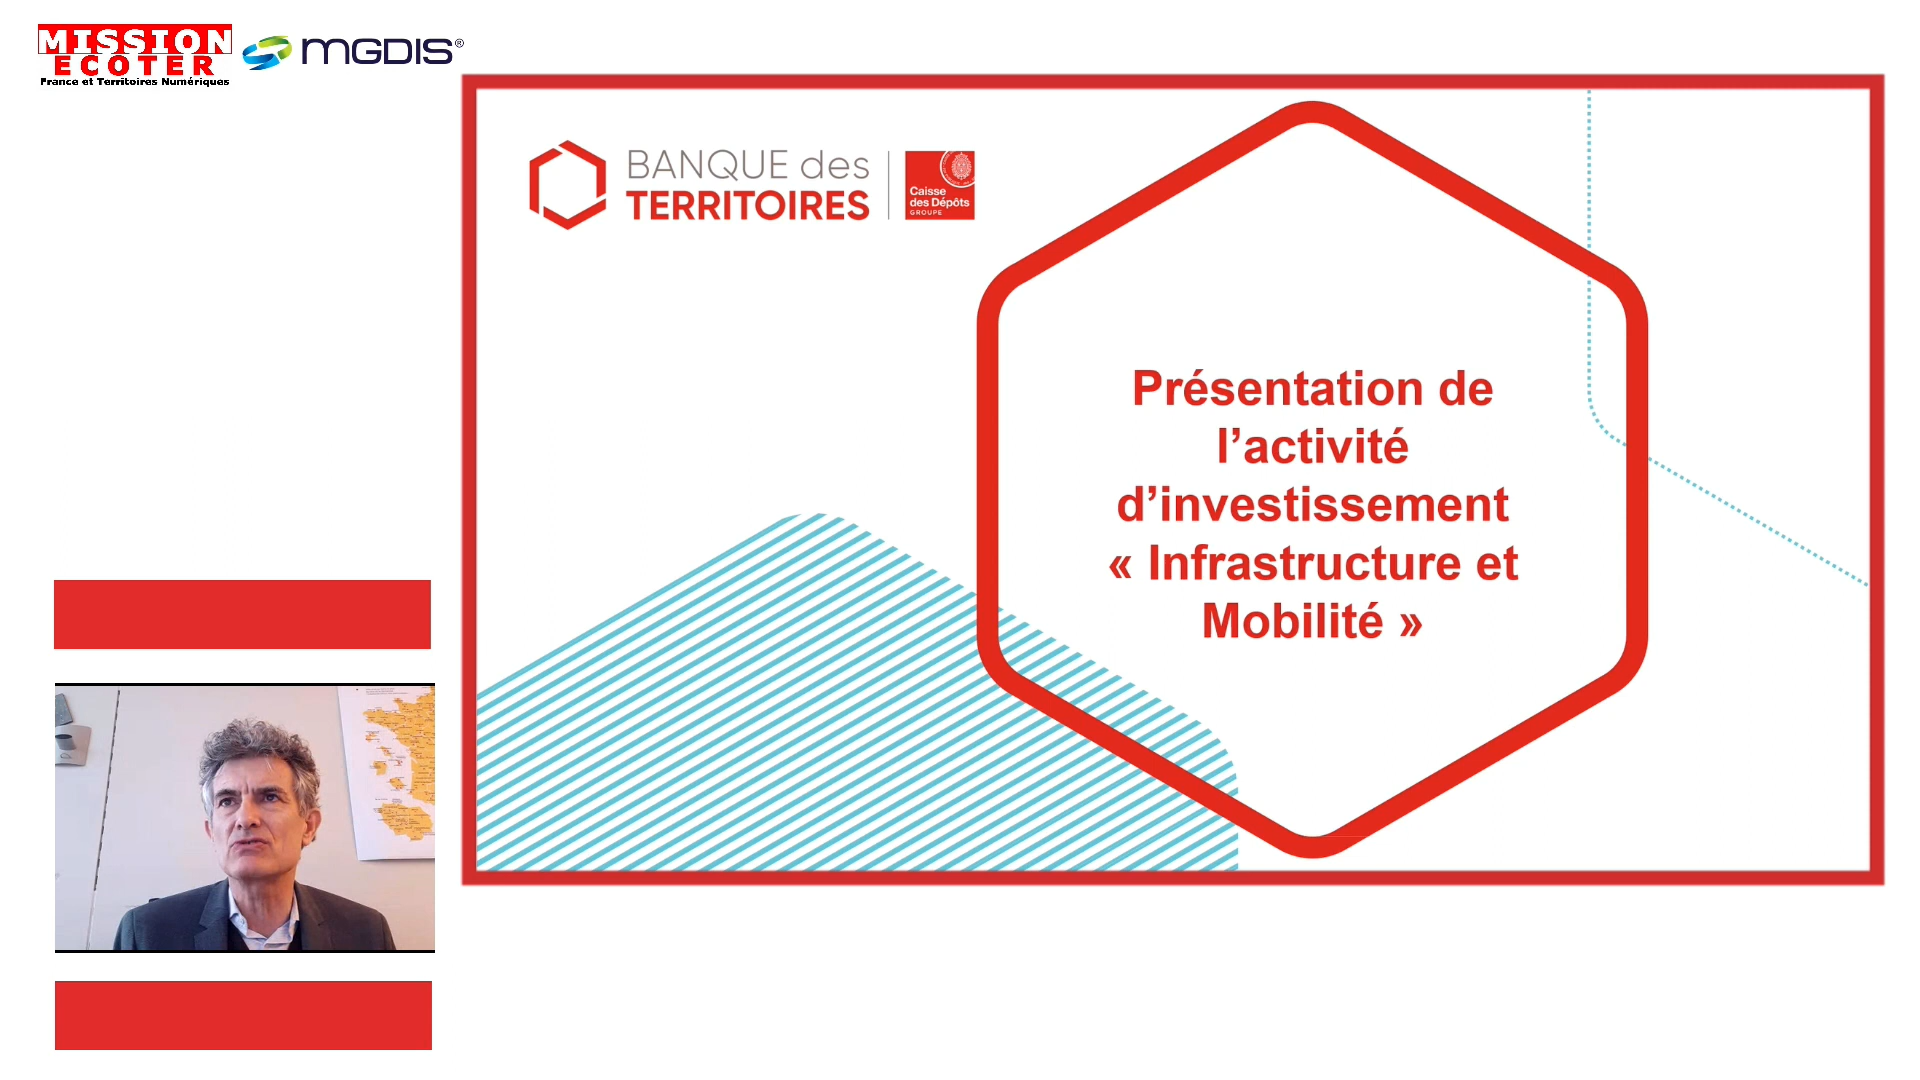 MISSION
ECOTER
France et Territoires Numériques
MGDIS®
BANQUE des
TERRITOIRES
Caisse
des Dépôts
GROUPE
Présentation de
l’activité
d’investissement
« Infrastructure et
Mobilité »